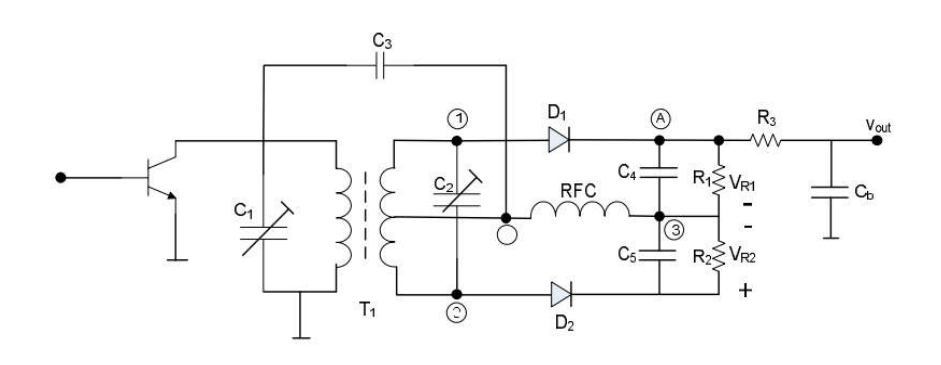 C3
1
D1
A
R3
Vout
C2
C4
R1
VR1
Cb
RFC
-
C1
-
3
C5
R2
VR2
+
T1
2
D2